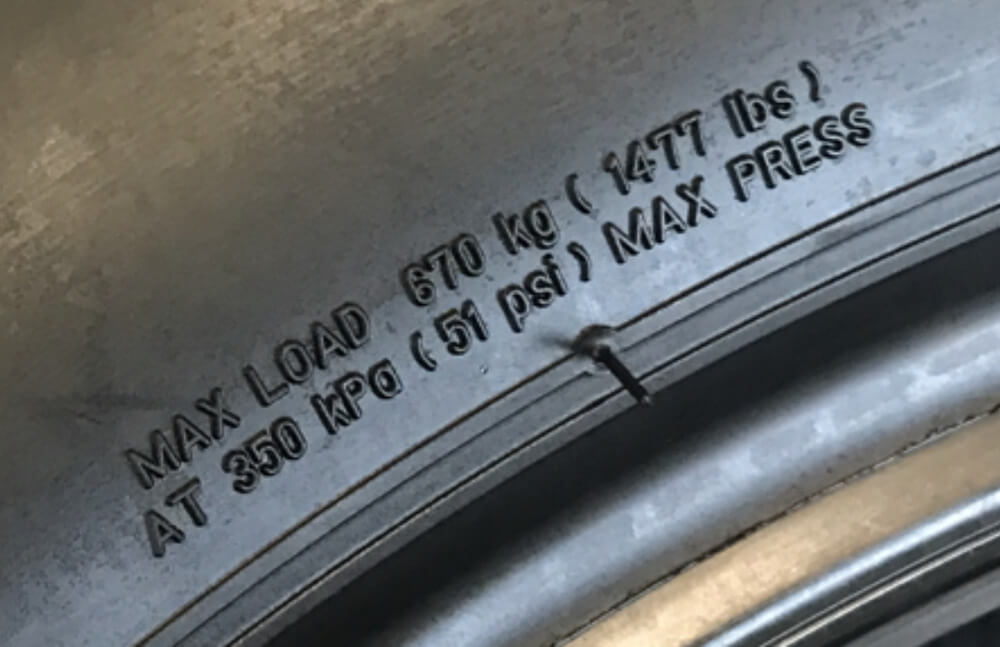 MAX LOAD 670 kg ( 1477 lbs )
AT 350 kPa ( 51 psi ) MAX PRESS